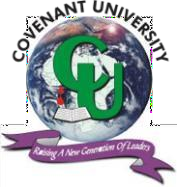 COVENANT UNIVERSITY
CU
Raising A New Generation Of Leaders